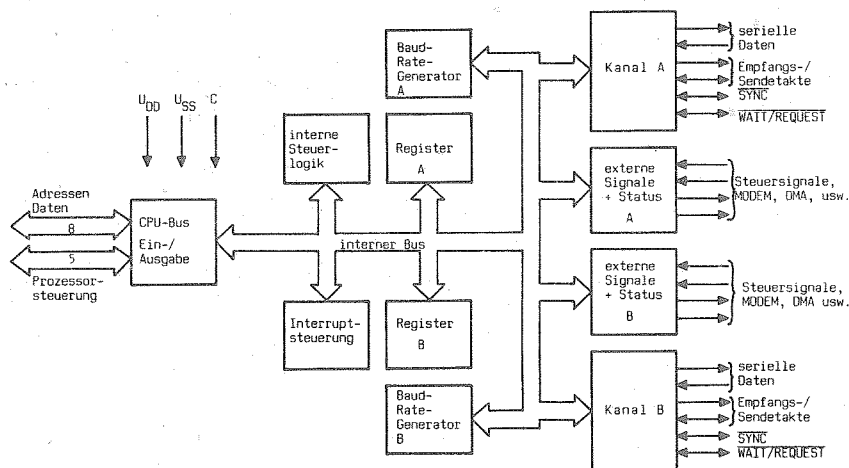 U_DD U_SS C
Adressen
Daten
8
5
Prozessor-
steuerung
CPU-Bus
Ein-/
Ausgabe
interne
Steuer-
logik
Interrupt-
steuerung
interner Bus
Baud-
Rate-
Generator
A
Register
A
Register
B
Baud-
Rate-
Generator
B
Kanal A
serielle
Daten
Empfangs-/
Sendetakte
SYNC
WAIT/REQUEST
externe
Signale
+ Status
A
Steuersignale,
MODEM, DMA, usw.
externe
Signale
+ Status
B
Steuersignale,
MODEM, DMA usw.
Kanal B
serielle
Daten
Empfangs-/
Sendetakte
SYNC
WAIT/REQUEST